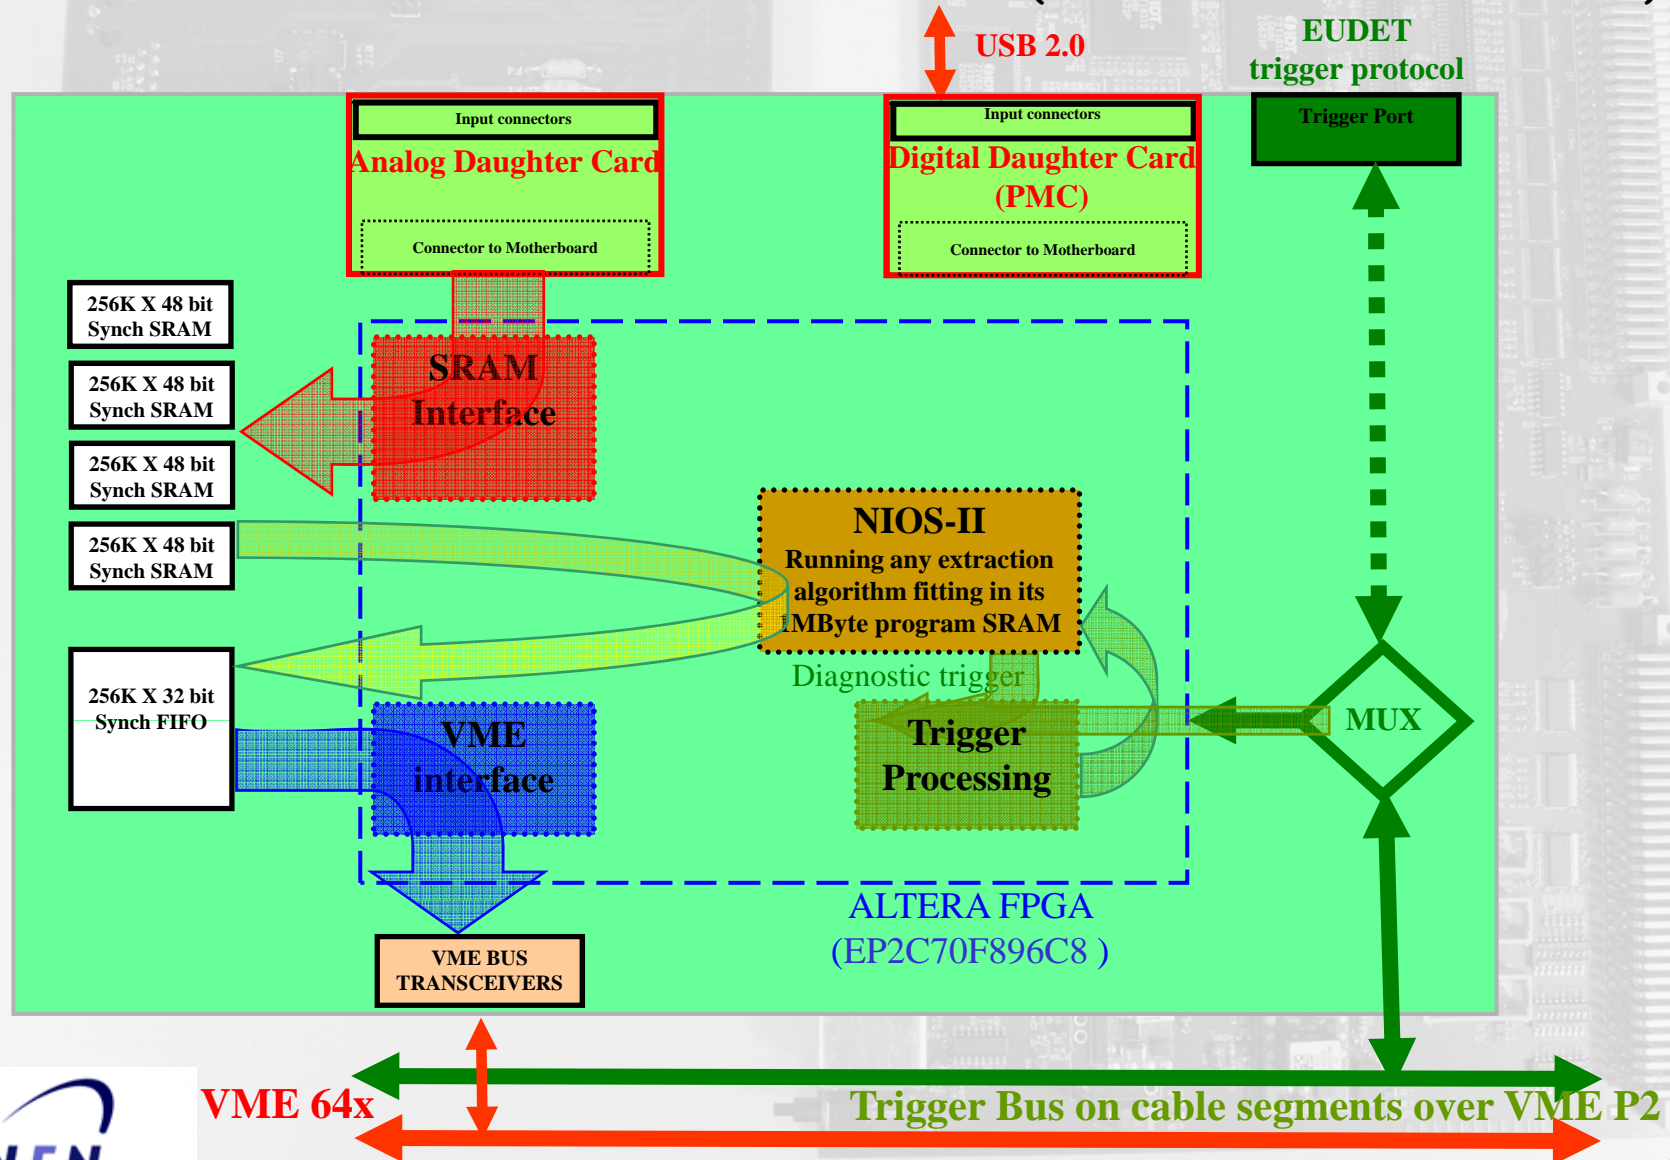 USB 2.0
EUDET
trigger protocol
Input connectors
Analog Daughter Card
Connector to Motherboard
Input connectors
Digital Daughter Card
(PMC)
Connector to Motherboard
Trigger Port
256K X 48 bit
Synch SRAM
256K X 48 bit
Synch SRAM
256K X 48 bit
Synch SRAM
256K X 48 bit
Synch SRAM
SRAM
Interface
NIOS-II
Running any extraction
algorithm fitting in its
1MByte program SRAM
Diagnostic trigger
256K X 32 bit
Synch FIFO
VME
interface
Trigger
Processing
MUX
ALTERA FPGA
(EP2C70F896C8 )
VME BUS
TRANSCEIVERS
VME 64x
Trigger Bus on cable segments over VME P2